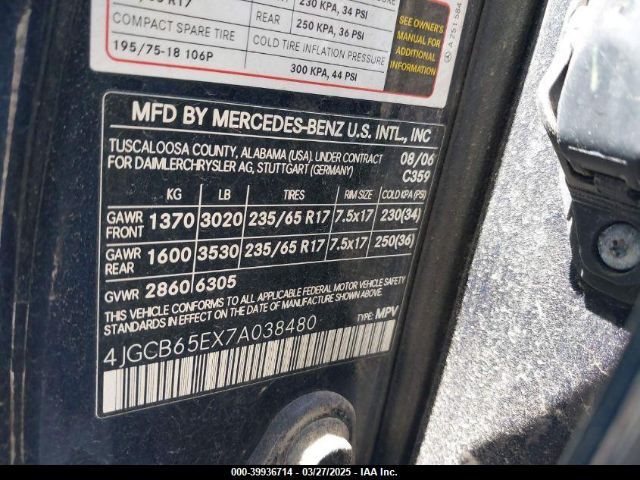 R17
230 KPA, 34 PSI
COMPACT SPARE TIRE
REAR
250 KPA, 36 PSI
195/75-18 106P
COLD TIRE INFLATION PRESSURE
300 KPA, 44 PSI
SEE OWNER'S
MANUAL FOR
ADDITIONAL
INFORMATION
A 251 584
MFD BY MERCEDES-BENZ U.S. INTL., INC
TUSCALOOSA COUNTY, ALABAMA (USA). UNDER CONTRACT 08/06
FOR DAIMLERCHRYSLER AG, STUTTGART (GERMANY) C359
KG LB TIRES RIM SIZE COLD KPA (PSI)
GAWR FRONT 1370 3020 235/65 R17 7.5x17 230(34)
GAWR REAR 1600 3530 235/65 R17 7.5x17 250(36)
GVWR 2860 6305
THIS VEHICLE CONFORMS TO ALL APPLICABLE FEDERAL MOTOR VEHICLE SAFETY
STANDARDS IN EFFECT ON THE DATE OF MANUFACTURE SHOWN ABOVE.
4JGCB65EX7A038480 TYPE: MPV
000-39936714 — 03/27/2025 — IAA Inc.